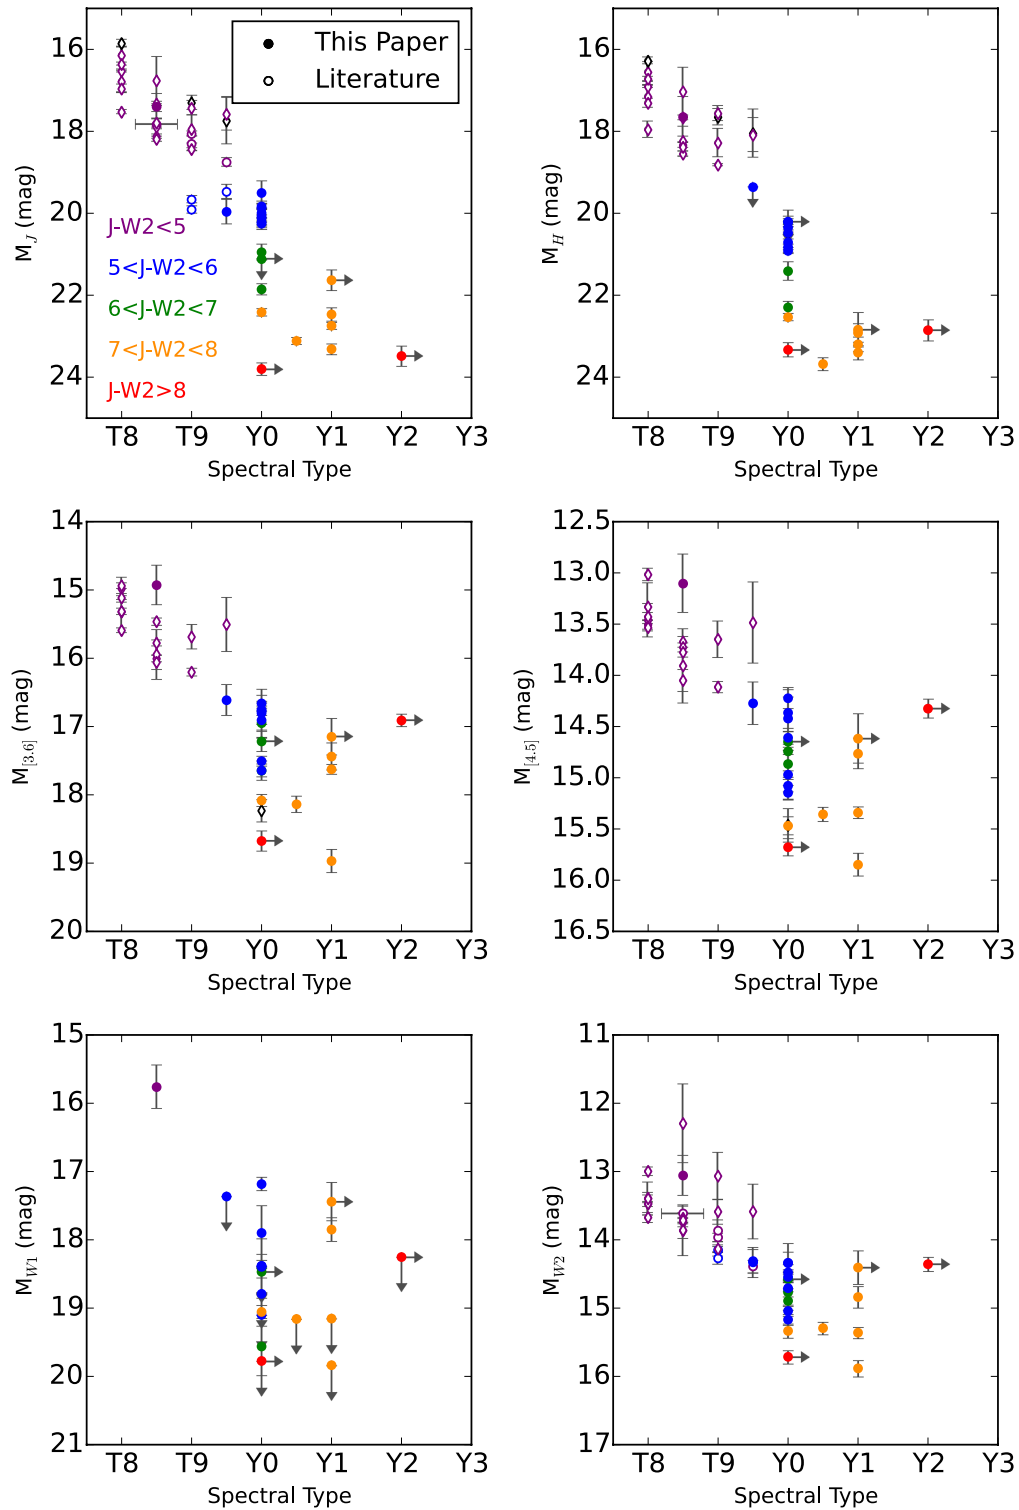 This Paper
Literature
16
18
20
22
24
M_J (mag)
J-W2<5
5<J-W2<6
6<J-W2<7
7<J-W2<8
J-W2>8
T8 T9 Y0 Y1 Y2 Y3
Spectral Type
16
18
20
22
24
M_H (mag)
T8 T9 Y0 Y1 Y2 Y3
Spectral Type
14
15
16
17
18
19
20
M_[3.6] (mag)
T8 T9 Y0 Y1 Y2 Y3
Spectral Type
12.5
13.0
13.5
14.0
14.5
15.0
15.5
16.0
16.5
M_[4.5] (mag)
T8 T9 Y0 Y1 Y2 Y3
Spectral Type
15
16
17
18
19
20
21
M_W1 (mag)
T8 T9 Y0 Y1 Y2 Y3
Spectral Type
11
12
13
14
15
16
17
M_W2 (mag)
T8 T9 Y0 Y1 Y2 Y3
Spectral Type